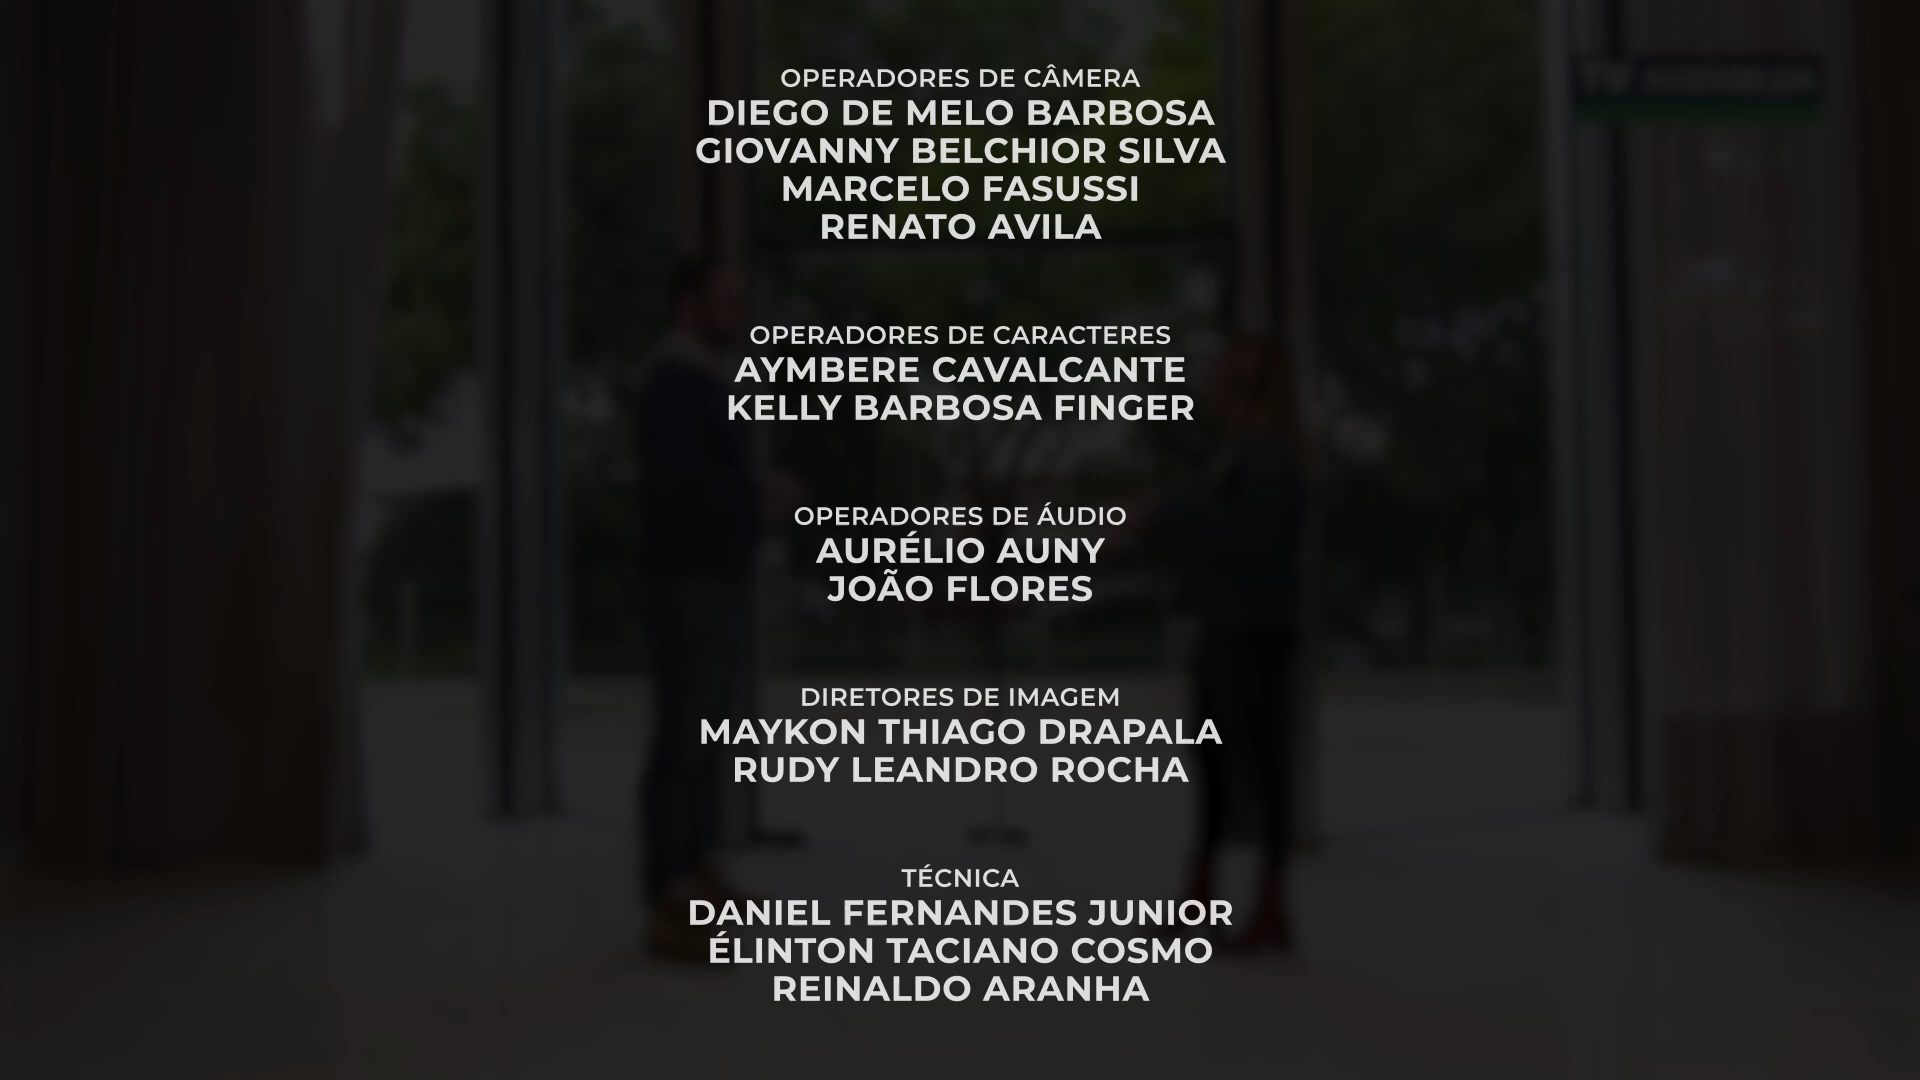 TV
OPERADORES DE CÂMERA
DIEGO DE MELO BARBOSA
GIOVANNY BELCHIOR SILVA
MARCELO FASUSSI
RENATO AVILA
OPERADORES DE CARACTERES
AYMBERE CAVALCANTE
KELLY BARBOSA FINGER
OPERADORES DE ÁUDIO
AURÉLIO AUNY
JOÃO FLORES
DIRETORES DE IMAGEM
MAYKON THIAGO DRAPALA
RUDY LEANDRO ROCHA
TÉCNICA
DANIEL FERNANDES JUNIOR
ÉLINTON TACIANO COSMO
REINALDO ARANHA